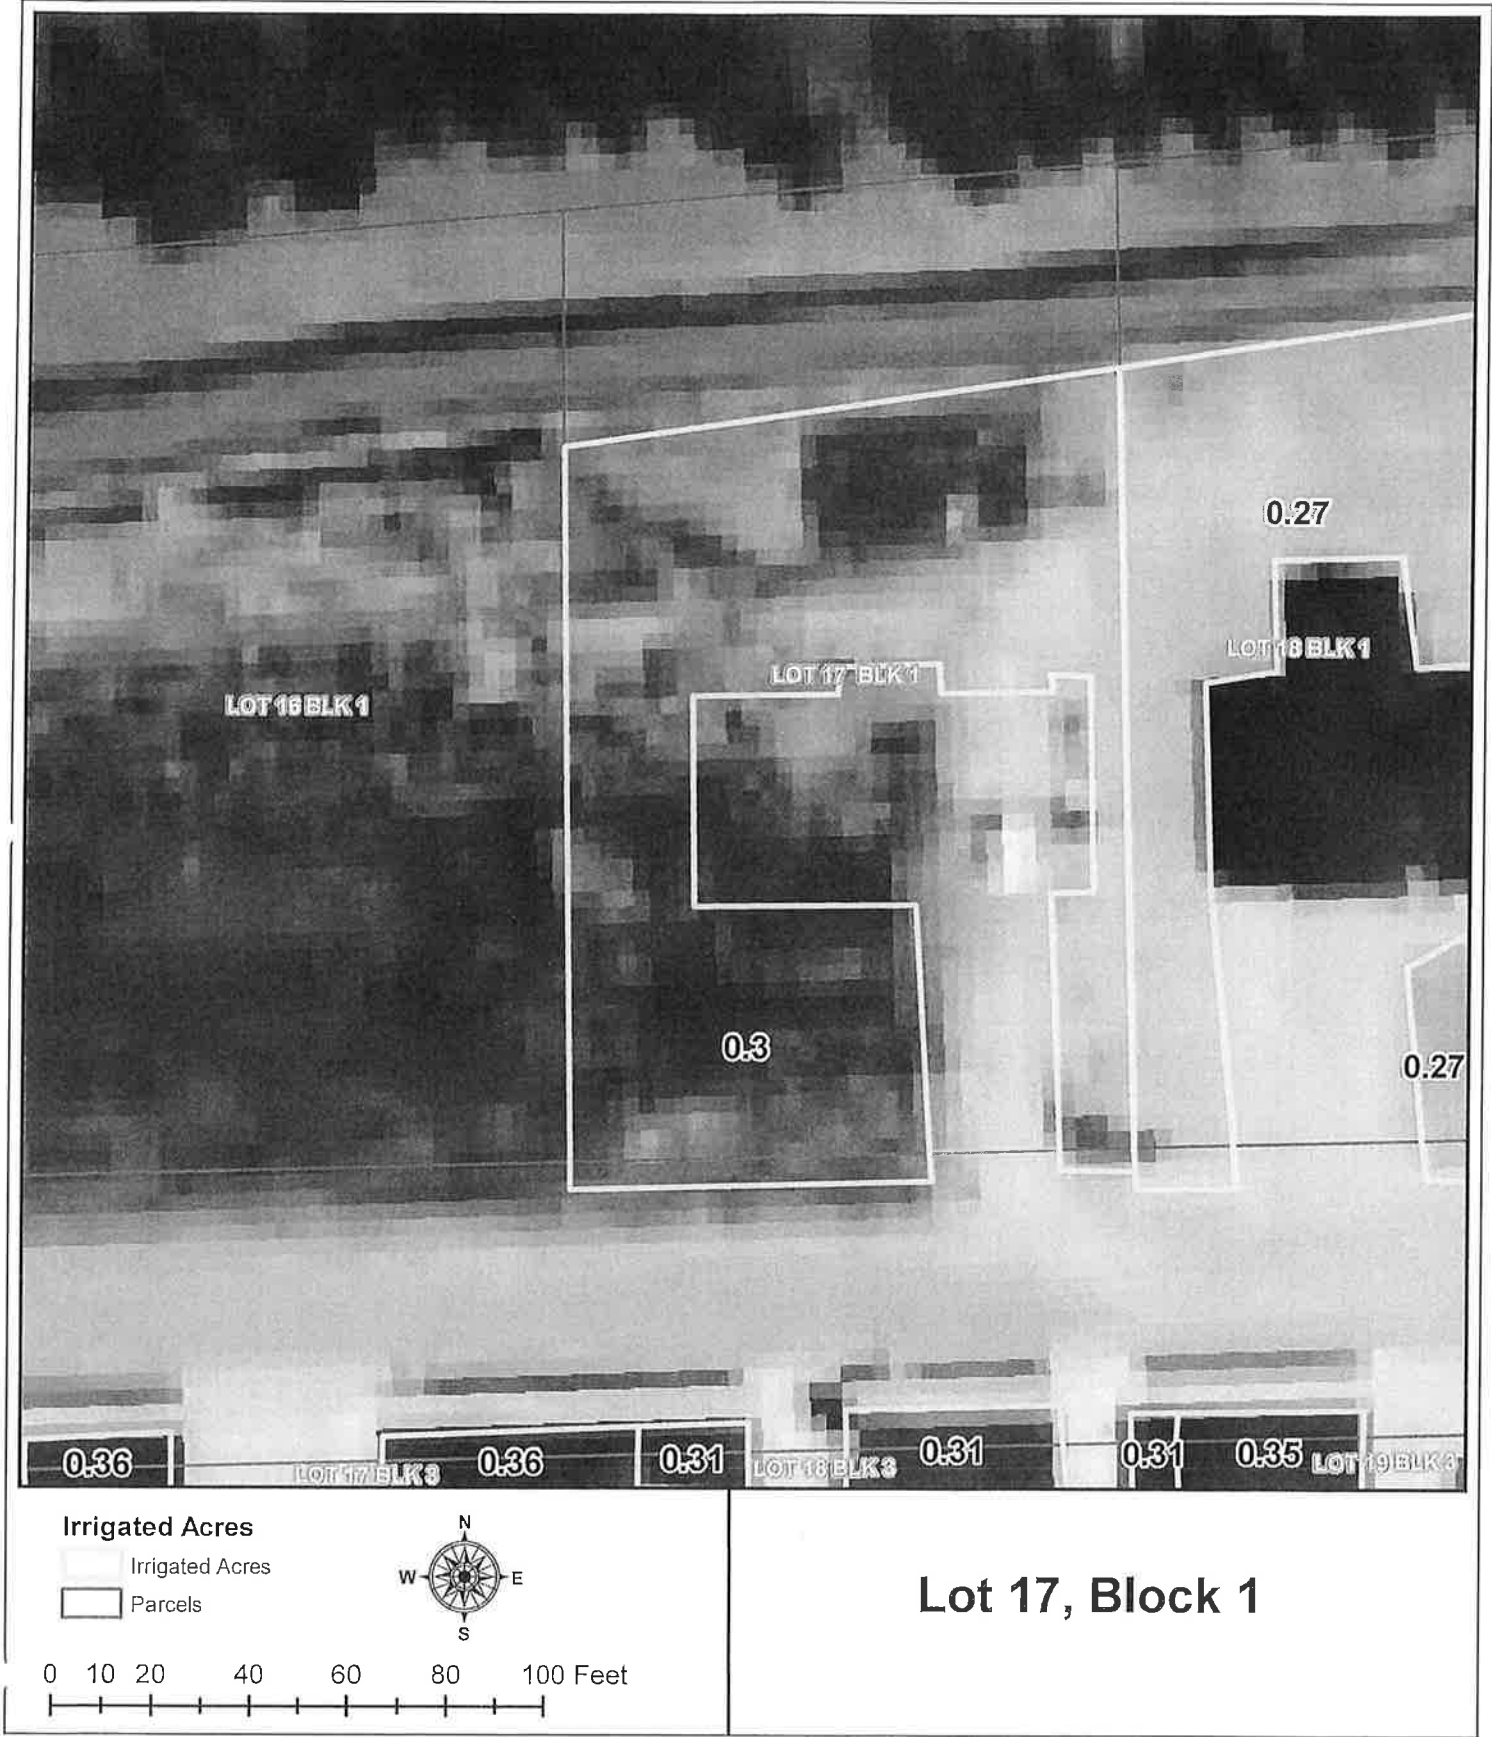 0.27
LOT 18 BLK 1
LOT 17 BLK 1
LOT 16 BLK 1
0.3
0.27
0.36
LOT 17 BLK 3
0.36
0.31
LOT 18 BLK 3
0.31
0.31
0.35
LOT 19 BLK 3
Irrigated Acres
Irrigated Acres
Parcels
N
W E
S
0 10 20 40 60 80 100 Feet
Lot 17, Block 1